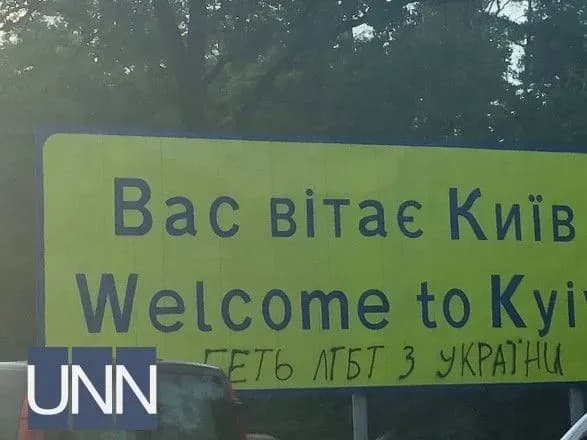 Вас вітає Київ
Welcome to Kyiv
ГЕТЬ ЛГБТ З УКРАЇНИ
UNN